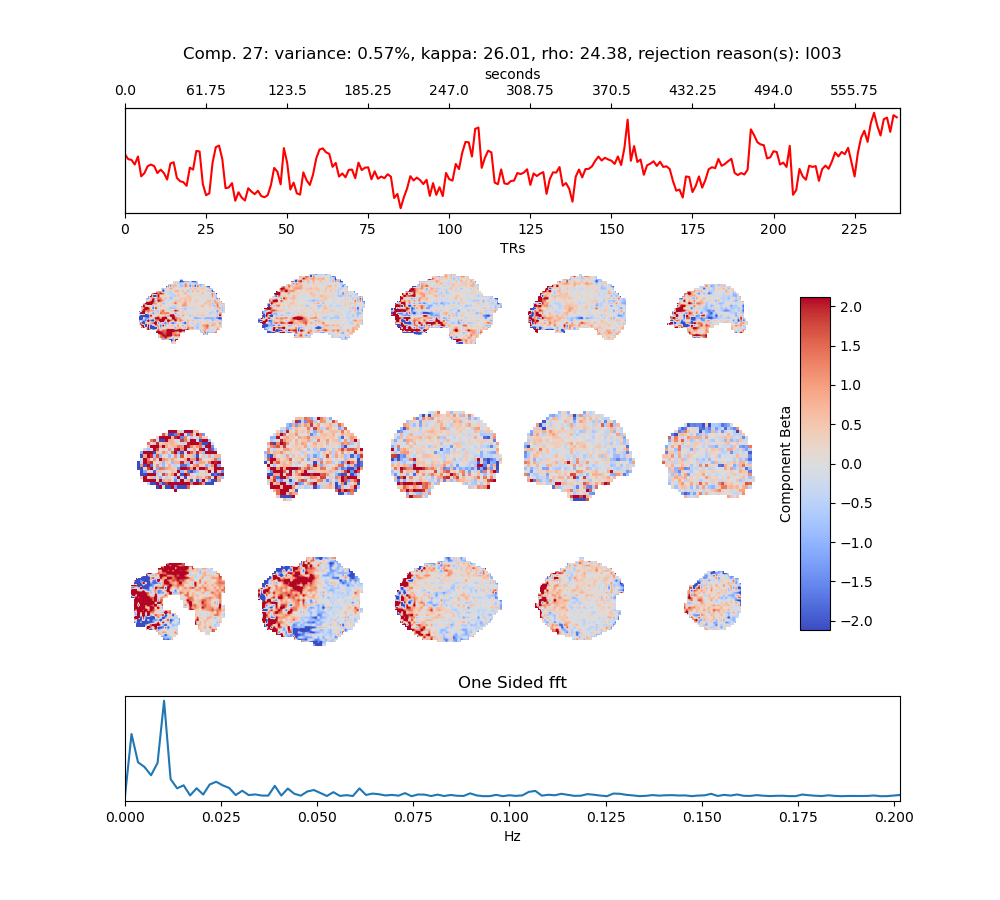 Comp. 27: variance: 0.57%, kappa: 26.01, rho: 24.38, rejection reason(s): I003
seconds
0.0 61.75 123.5 185.25 247.0 308.75 370.5 432.25 494.0 555.75
0 25 50 75 100 125 150 175 200 225
TRs
2.0
1.5
1.0
0.5
0.0
−0.5
−1.0
−1.5
−2.0
Component Beta
One Sided fft
0.000 0.025 0.050 0.075 0.100 0.125 0.150 0.175 0.200
Hz